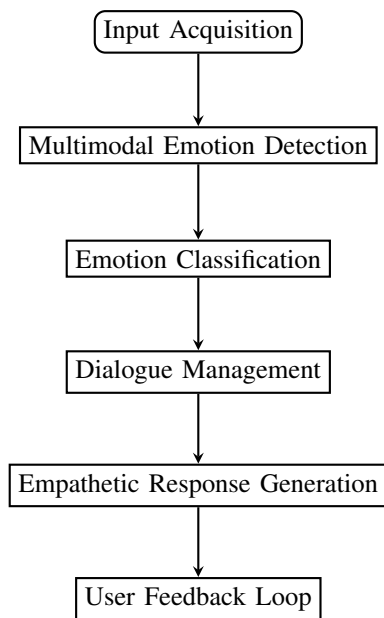 Input Acquisition
Multimodal Emotion Detection
Emotion Classification
Dialogue Management
Empathetic Response Generation
User Feedback Loop